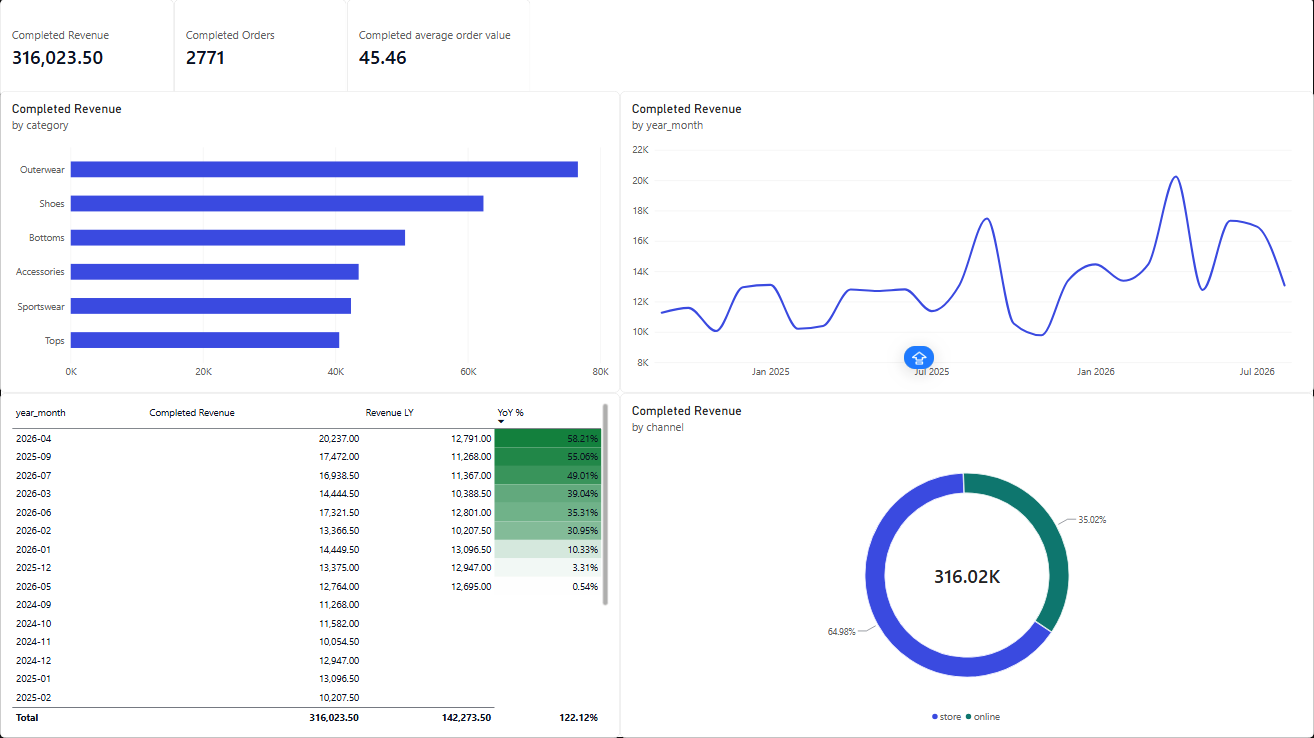 Completed Revenue
316,023.50
Completed Orders
2771
Completed average order value
45.46
Completed Revenue
by category
Outerwear
Shoes
Bottoms
Accessories
Sportswear
Tops
0K 20K 40K 60K 80K
Completed Revenue
by year_month
22K
20K
18K
16K
14K
12K
10K
8K
Jan 2025 Jul 2025 Jan 2026 Jul 2026
year_month Completed Revenue Revenue LY YoY %
2026-04 20,237.00 12,791.00 58.21%
2025-09 17,472.00 11,268.00 55.06%
2026-07 16,938.50 11,367.00 49.01%
2026-03 14,444.50 10,388.50 39.04%
2026-06 17,321.50 12,801.00 35.31%
2026-02 13,366.50 10,207.50 30.95%
2026-01 14,449.50 13,096.50 10.33%
2025-12 13,375.00 12,947.00 3.31%
2026-05 12,764.00 12,695.00 0.54%
2024-09 11,268.00
2024-10 11,582.00
2024-11 10,054.50
2024-12 12,947.00
2025-01 13,096.50
2025-02 10,207.50
Total 316,023.50 142,273.50 122.12%
Completed Revenue
by channel
35.02%
316.02K
64.98%
store online